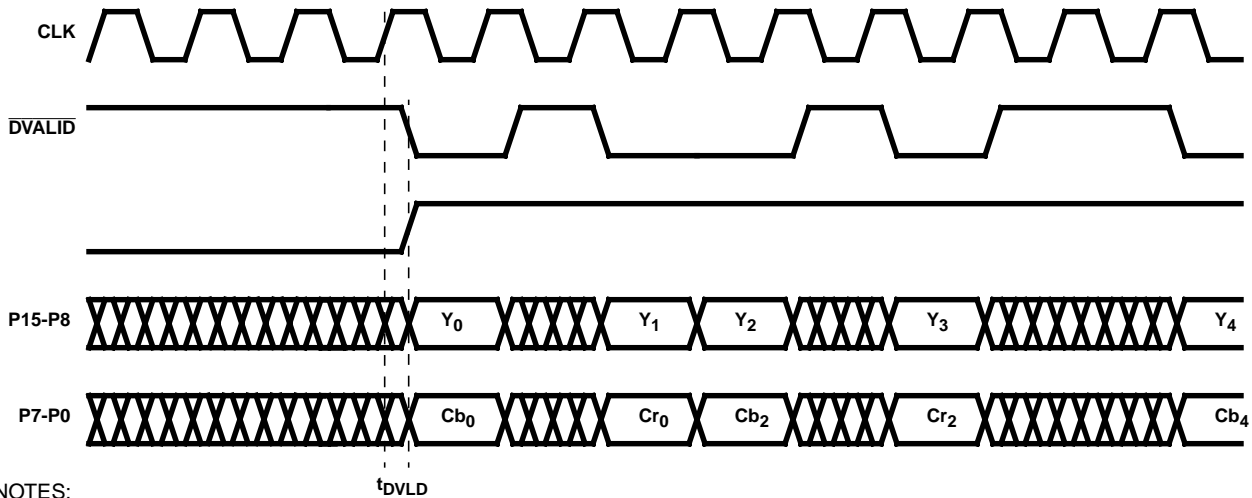 CLK
DVALID
P15-P8 Y0 Y1 Y2 Y3 Y4
P7-P0 Cb0 Cr0 Cb2 Cr2 Cb4
tDVLD
NOTES: